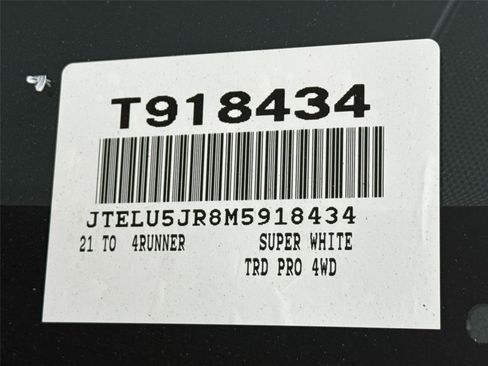 T918434
JTELU5JR8M5918434
21 TO 4RUNNER SUPER WHITE
TRD PRO 4WD